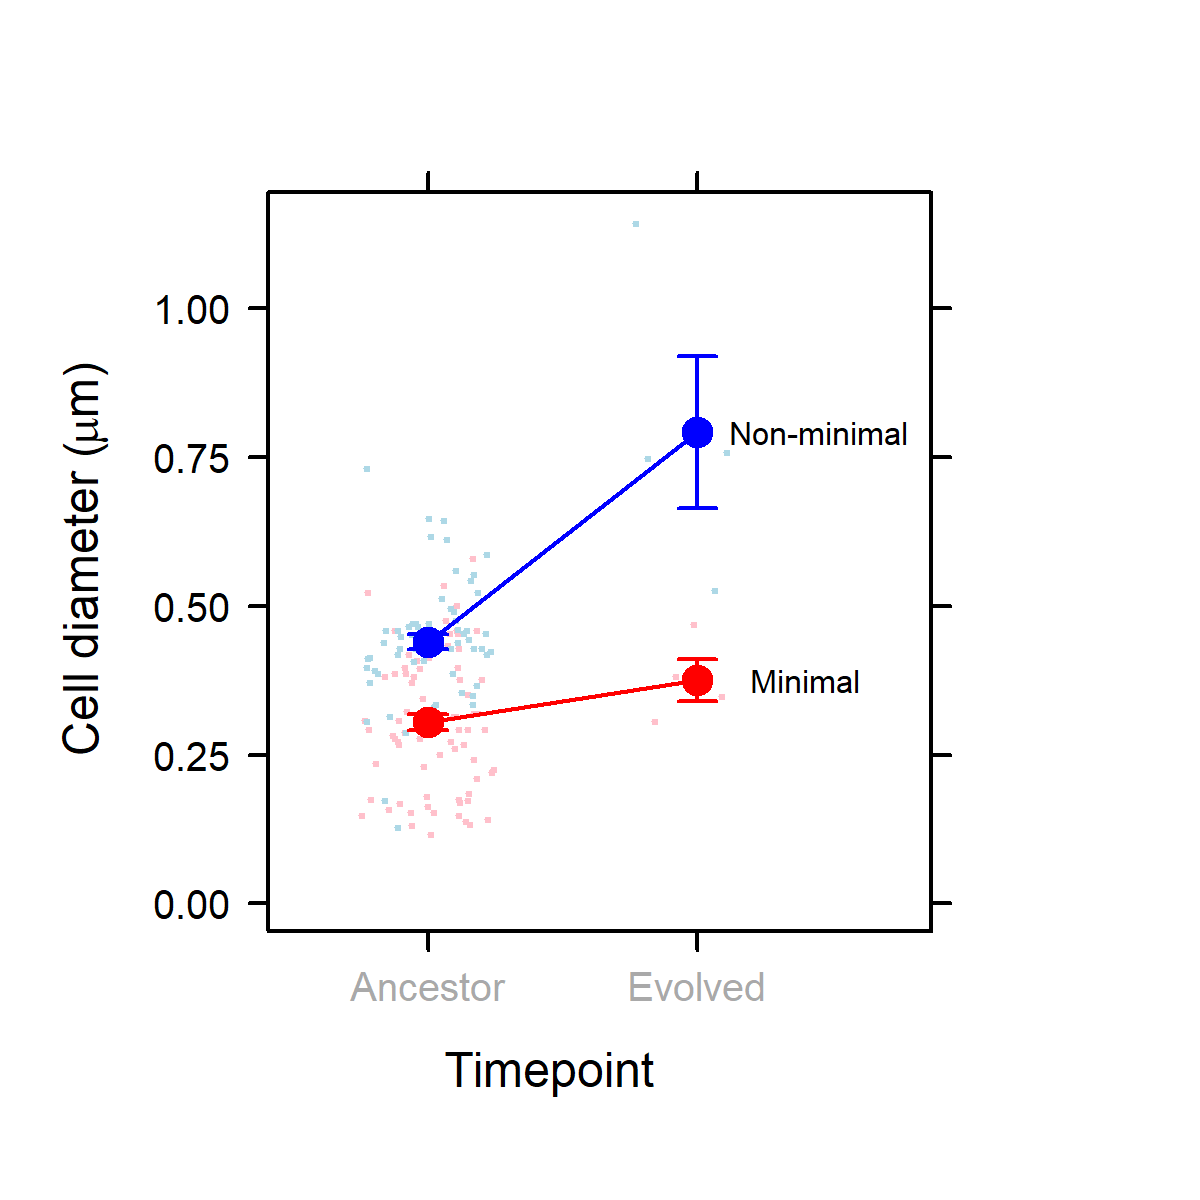 1.00
0.75
0.50
0.25
0.00
Cell diameter (μm)
Non-minimal
Minimal
Ancestor
Evolved
Timepoint